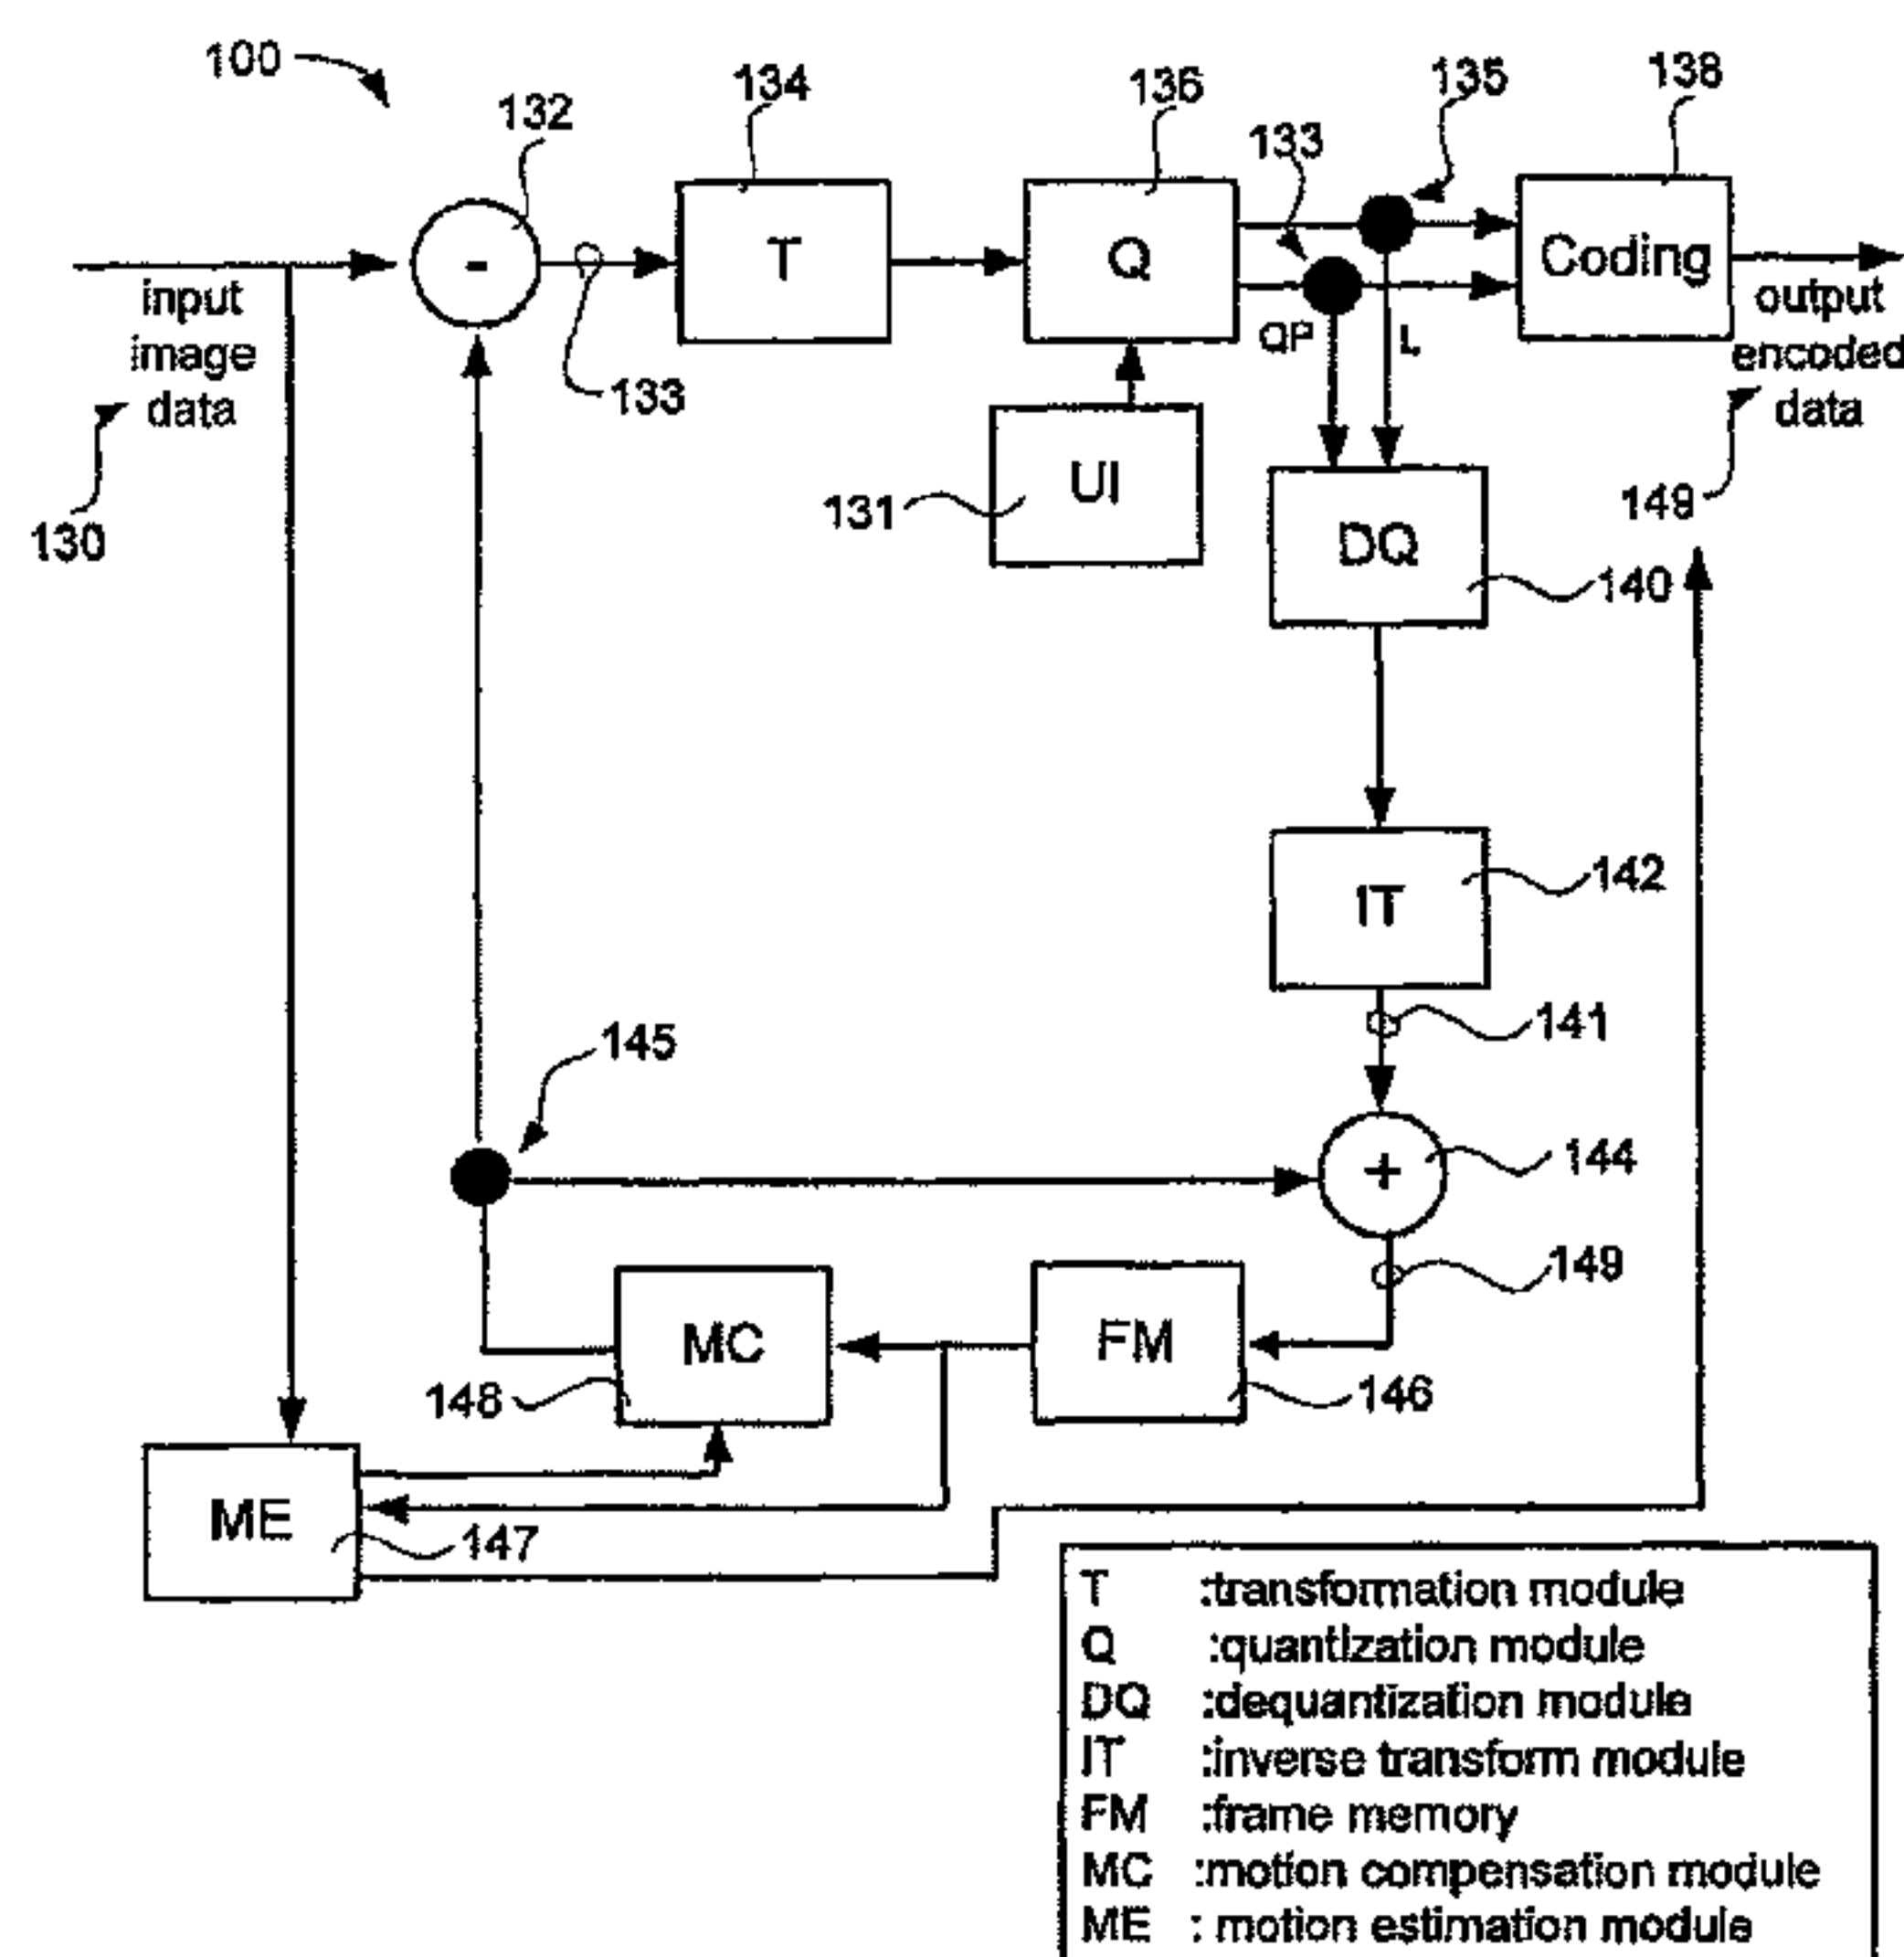 100
132
134
136
133
135
138
-
T
Q
Coding
input
image
data
130
133
QP
L
output
encoded
data
149
UI
131
DQ
140
IT
142
141
145
+
144
149
MC
148
FM
146
ME
147
T :transformation module
Q :quantization module
DQ :dequantization module
IT :inverse transform module
FM :frame memory
MC :motion compensation module
ME : motion estimation module